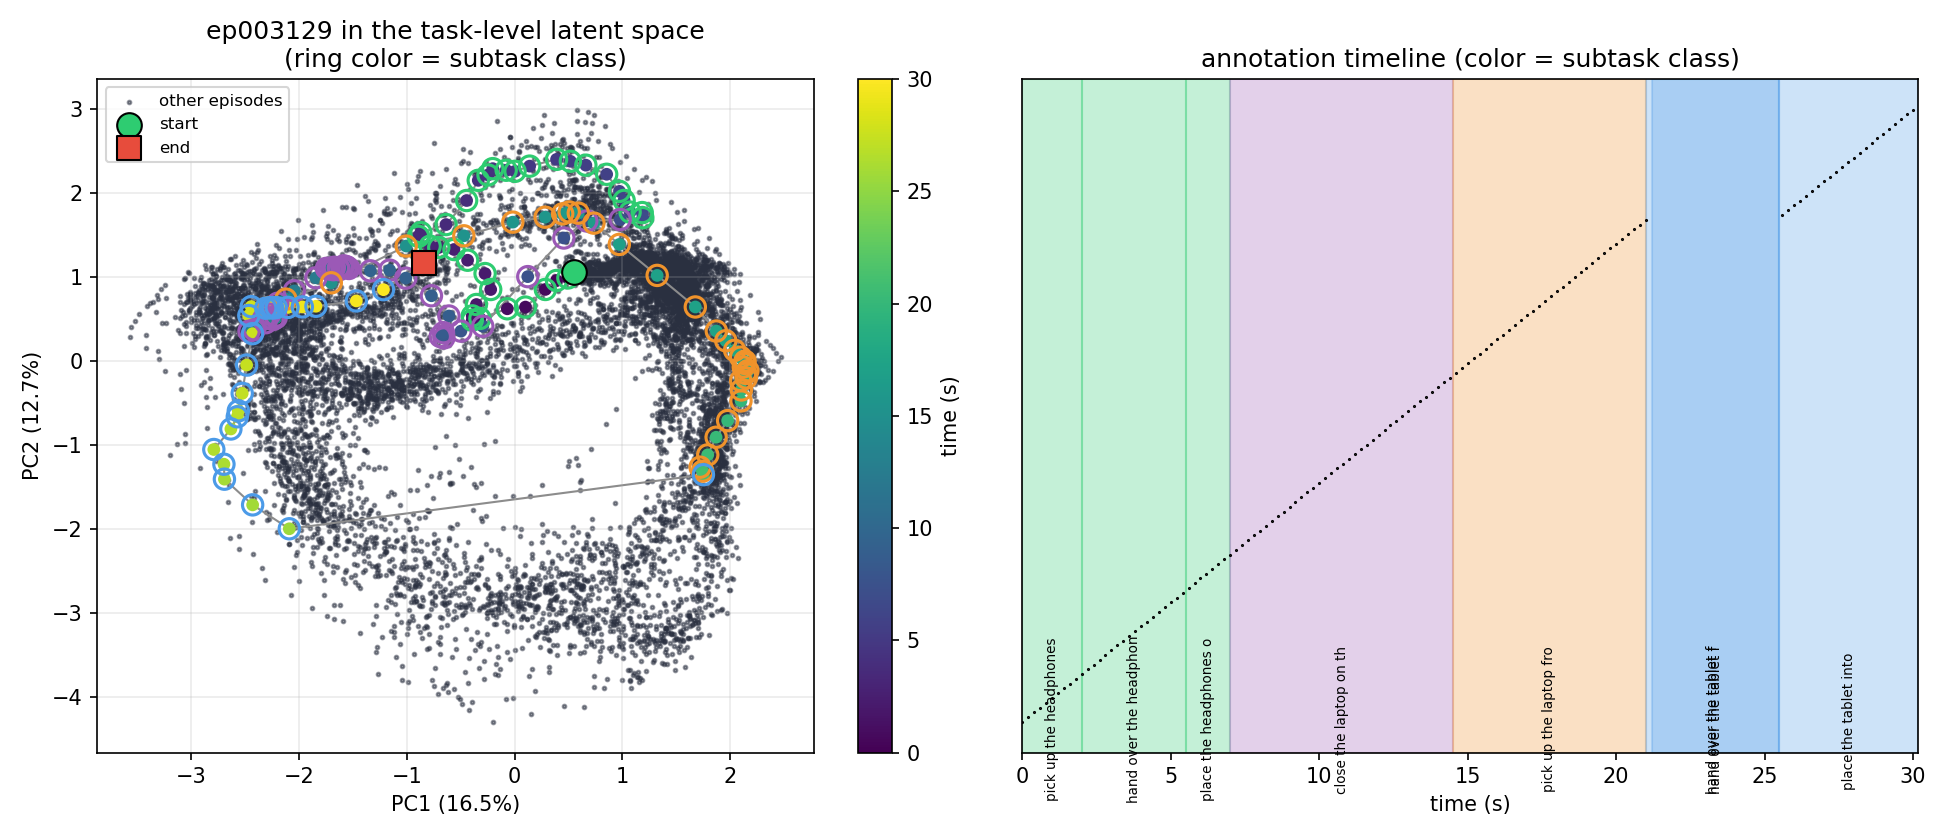 ep003129 in the task-level latent space
(ring color = subtask class)
other episodes
start
end
3
2
1
0
−1
−2
−3
−4
PC2 (12.7%)
−3
−2
−1
0
1
2
PC1 (16.5%)
30
25
20
15
10
5
0
time (s)
annotation timeline (color = subtask class)
pick up the headphones
hand over the headphon
place the headphones o
close the laptop on th
pick up the laptop fro
hand over the tablet f
place the tablet into
0
5
10
15
20
25
30
time (s)